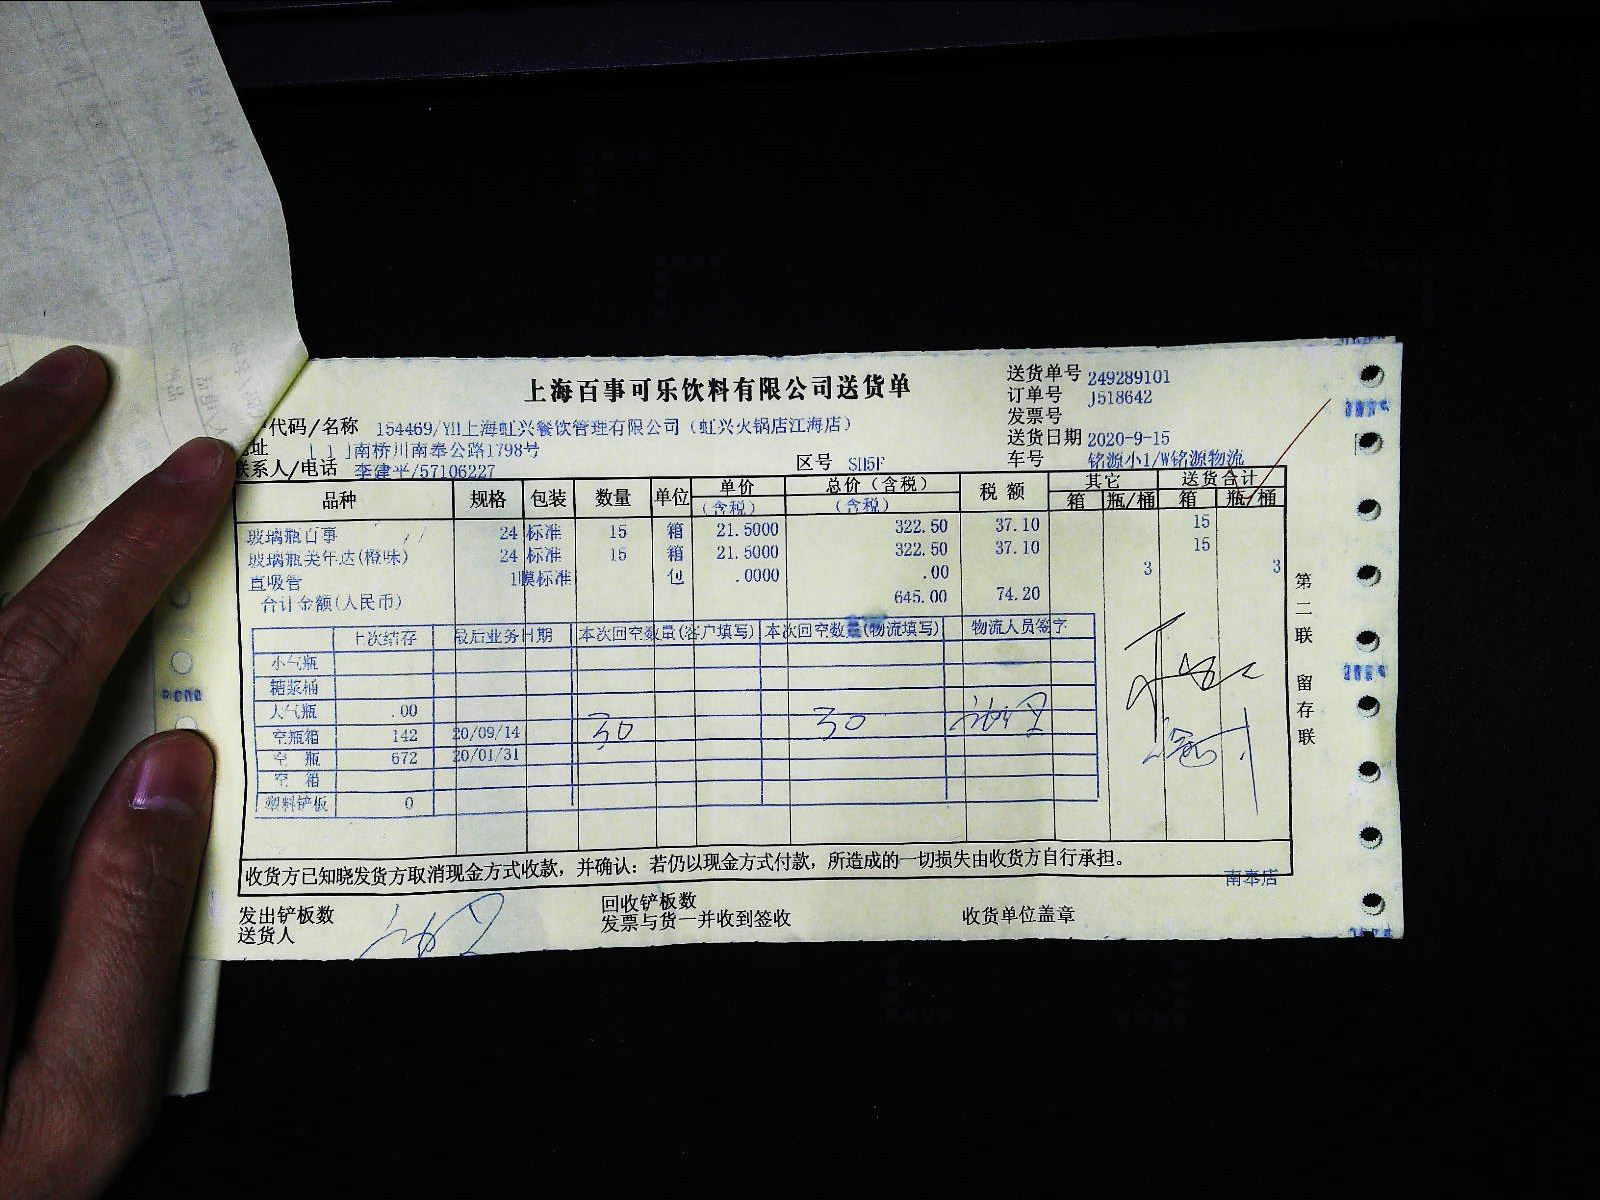 上海百事可乐饮料有限公司送货单
送货单号 249289101
订单号 J518642
发票号
送货日期 2020-9-15
车号 铭源小1/W铭源物流
代码/名称 154469/YH上海虹兴餐饮管理有限公司（虹兴火锅店江海店）
地址 南桥川南奉公路1798号
联系人/电话 李建平/57106227 区号 SH5F
品种 规格 包装 数量 单位 单价(含税) 总价(含税) 税额 其它 送货合计
(含税) (含税) 箱 瓶/桶 箱 瓶/桶
玻璃瓶百事 24 标准 15 箱 21.5000 322.50 37.10 15
玻璃瓶美年达(橙味) 24 标准 15 箱 21.5000 322.50 37.10 15
直吸管 1膜标准 包 .0000 .00 3 3
合计金额(人民币) 645.00 74.20
上次结存 最后业务日期 本次回空数量(客户填写) 本次回空数量(物流填写) 物流人员签字
小气瓶
糖浆桶
大气瓶 .00
空瓶箱 142 20/09/14 30 30
空瓶 672 20/01/31
空箱
塑料铲板 0
第二联 留存联
收货方已知晓发货方取消现金方式收款，并确认：若仍以现金方式付款，所造成的一切损失由收货方自行承担。
南奉店
发出铲板数 回收铲板数
送货人 发票与货一并收到签收 收货单位盖章